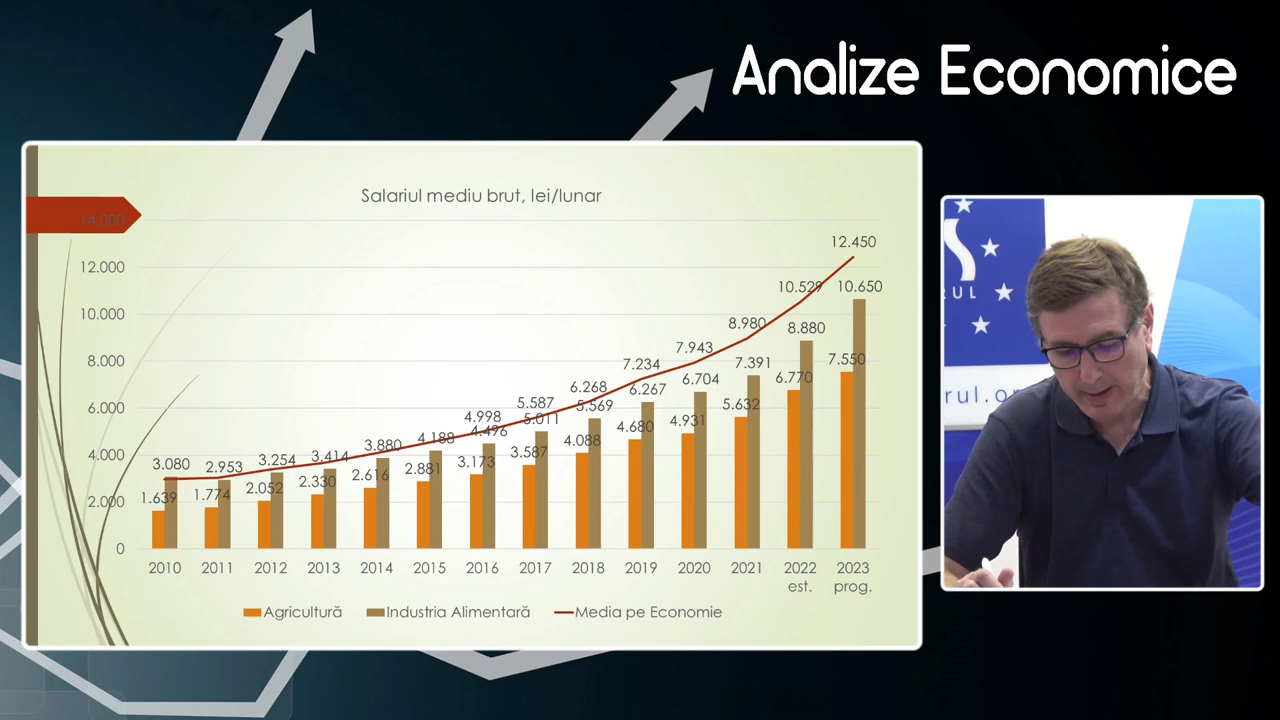 Analize Economice
Salariul mediu brut, lei/lunar
14.000
12.000
10.000
8.000
6.000
4.000
2.000
0
3.080 2.953 3.254 3.414 3.880 4.188 4.496 5.011 5.569 6.267 6.704 7.391 8.880 10.650
1.639 1.774 2.052 2.330 2.616 2.881 3.173 3.587 4.088 4.680 4.931 5.632 6.770 7.550
4.998 5.587 6.268 7.234 7.943 8.980 10.529 12.450
2010 2011 2012 2013 2014 2015 2016 2017 2018 2019 2020 2021 2022 2023
est. prog.
Agricultură Industria Alimentară Media pe Economie
S
RUL
rul.or